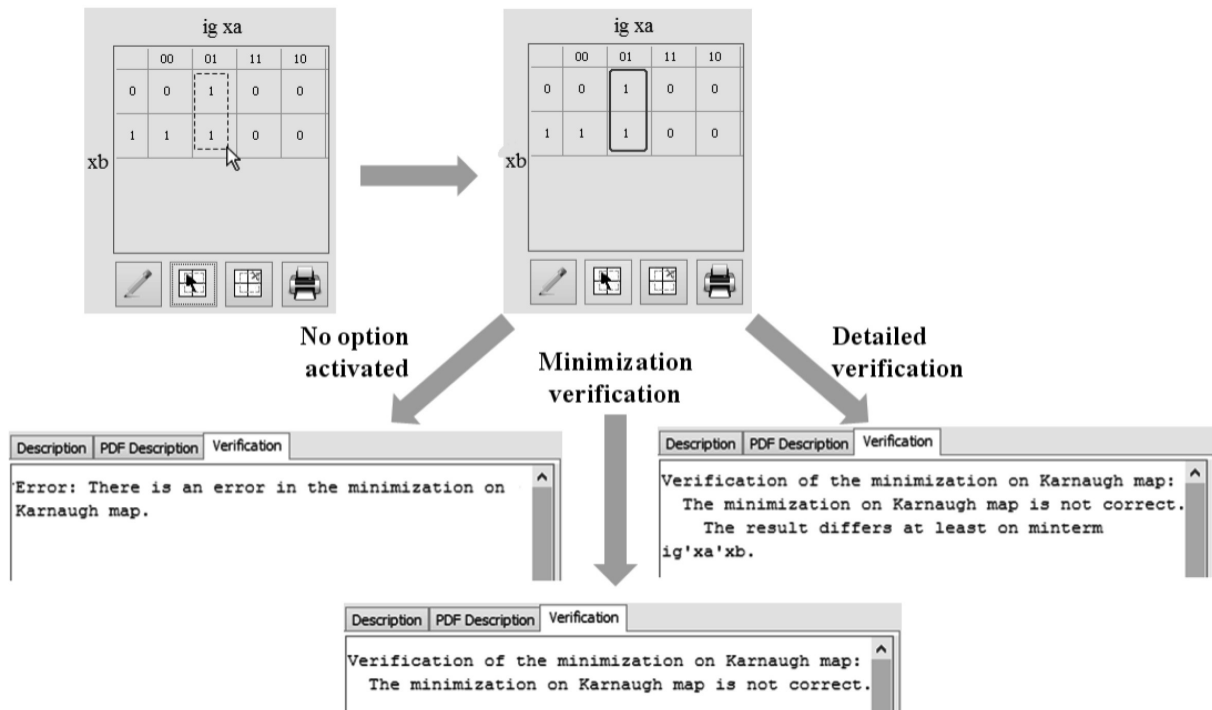 ig xa
00 01 11 10
0 0 1 0 0
1 1 1 0 0
xb
ig xa
00 01 11 10
0 0 1 0 0
1 1 1 0 0
xb
No option
activated
Minimization
verification
Detailed
verification
Description PDF Description Verification
Error: There is an error in the minimization on
Karnaugh map.
Description PDF Description Verification
Verification of the minimization on Karnaugh map:
The minimization on Karnaugh map is not correct.
The result differs at least on minterm
ig'xa'xb.
Description PDF Description Verification
Verification of the minimization on Karnaugh map:
The minimization on Karnaugh map is not correct.